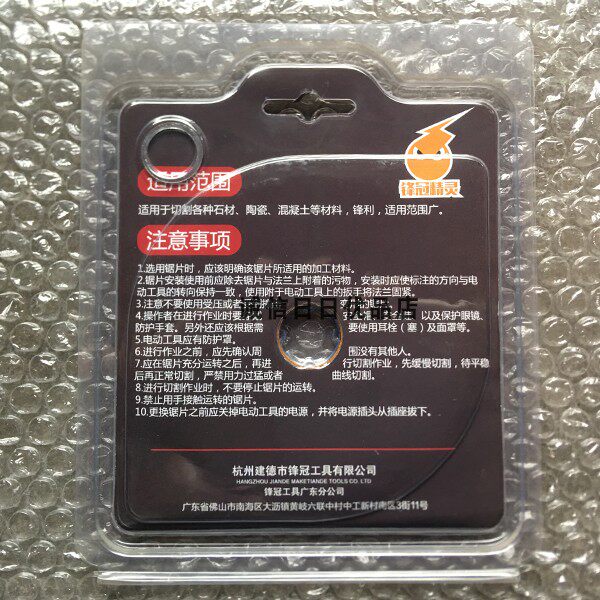 锋冠精灵
适用范围
适用于切割各种石材、陶瓷、混凝土等材料,锋利,适用范围广。
注意事项
1.选用锯片时,应该明确该锯片所适用的加工材料。
2.锯片安装使用前应除去锯片与法兰上附着的污物,安装时应使标注的方向与电
动工具的转向保持一致,使用附于电动工具上的扳手将法兰固紧。
3.注意不要使用受压或者
诚信日日优品店
4.操作者在进行作业时要 以及保护眼镜、
防护手套。另外还应该根据需 要使用耳栓(塞)及面罩等。
5.电动工具应有防护罩。
6.进行作业之前,应先确认周 围没有其他人。
7.应在锯片充分运转之后,再进 行切割作业,先缓慢切割,待平稳
后再正常切割,严禁用力过猛或者 曲线切割。
8.进行切割作业时,不要停止锯片的运转。
9.禁止用手接触运转的锯片。
10.更换锯片之前应关掉电动工具的电源,并将电源插头从插座拔下。
杭州建德市锋冠工具有限公司
HANGZHOU JIANDE MAKETIANDE TOOLS CO. LTD
锋冠工具广东分公司
广东省佛山市南海区大沥镇黄岐六联中村中工新村南区3街11号